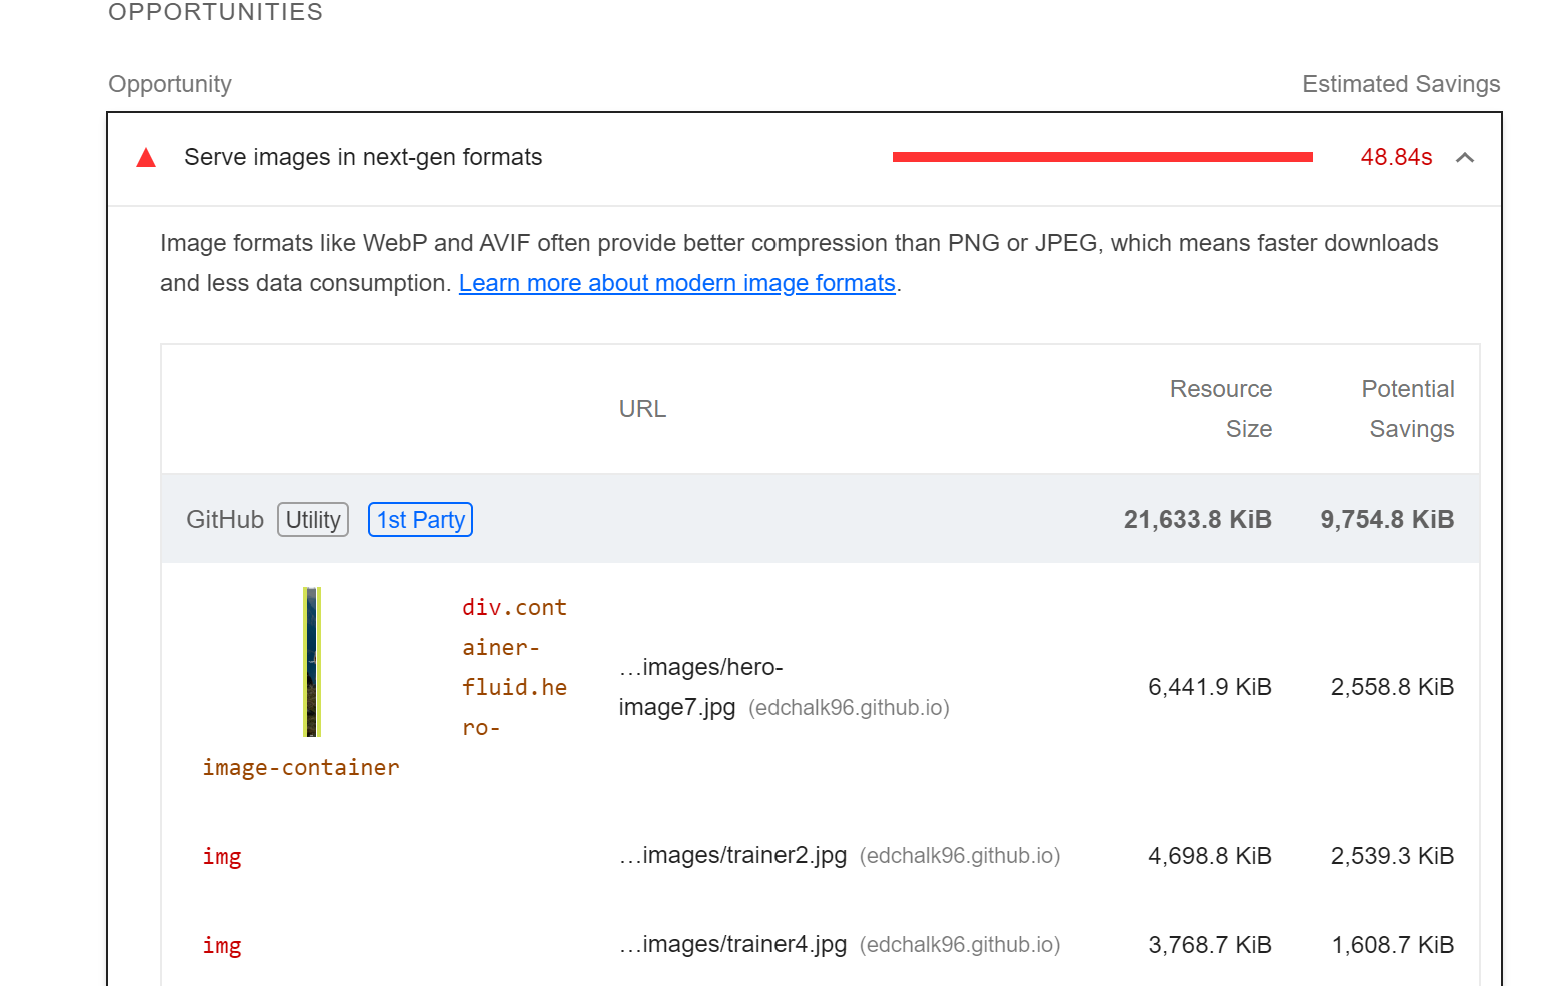 OPPORTUNITIES
Opportunity Estimated Savings
Serve images in next-gen formats 48.84s
Image formats like WebP and AVIF often provide better compression than PNG or JPEG, which means faster downloads
and less data consumption. Learn more about modern image formats.
URL
Resource
Size
Potential
Savings
GitHub Utility 1st Party 21,633.8 KiB 9,754.8 KiB
div.cont
ainer-
fluid.he
ro-
image-container
…images/hero-
image7.jpg (edchalk96.github.io)
6,441.9 KiB 2,558.8 KiB
img …images/trainer2.jpg (edchalk96.github.io) 4,698.8 KiB 2,539.3 KiB
img …images/trainer4.jpg (edchalk96.github.io) 3,768.7 KiB 1,608.7 KiB